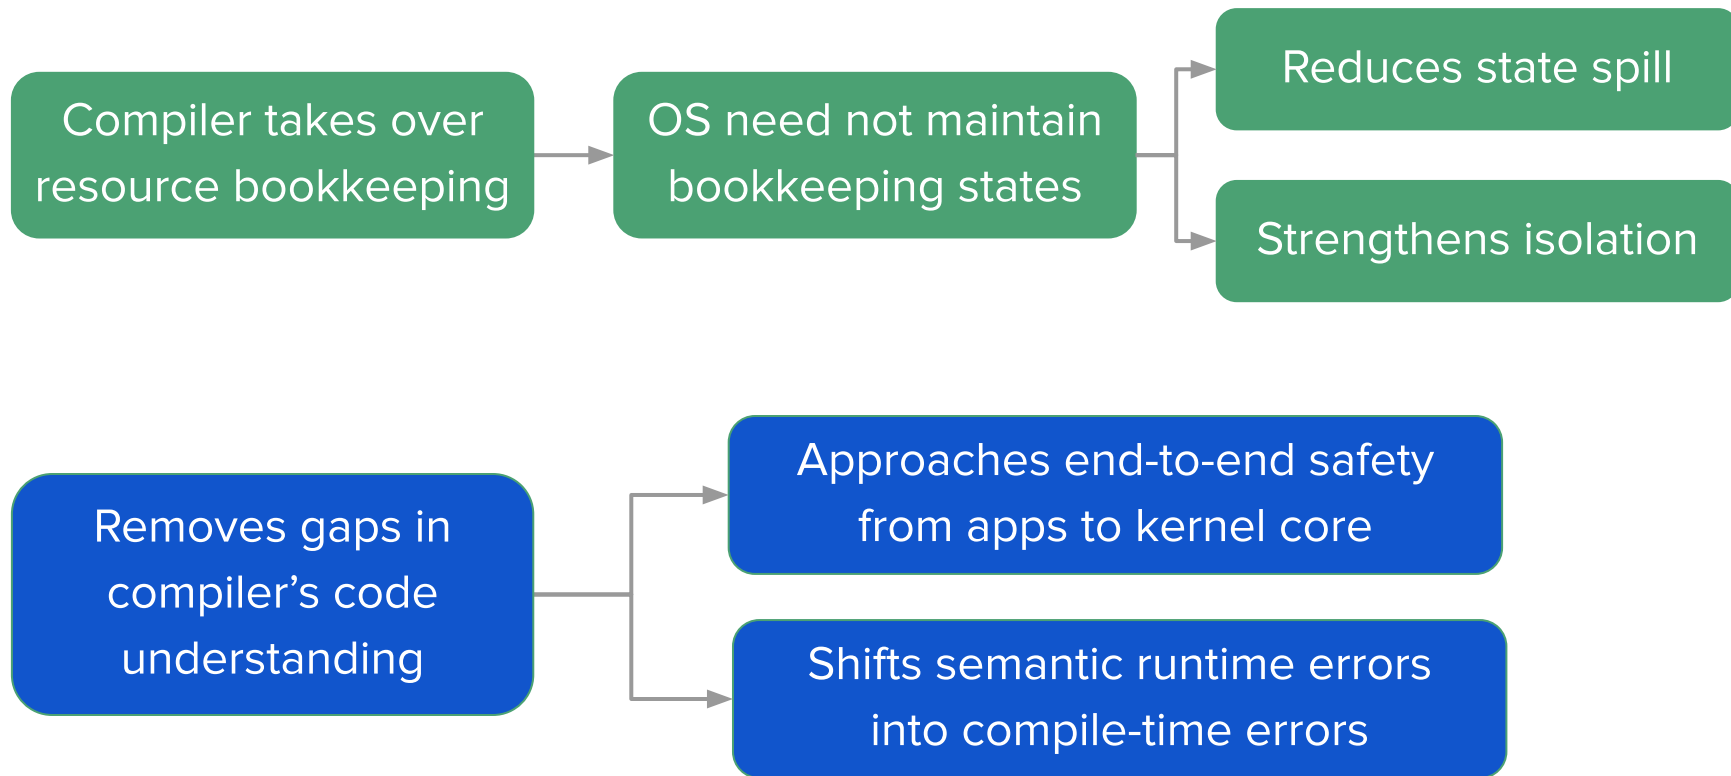 Compiler takes over
resource bookkeeping
OS need not maintain
bookkeeping states
Reduces state spill
Strengthens isolation
Removes gaps in
compiler’s code
understanding
Approaches end-to-end safety
from apps to kernel core
Shifts semantic runtime errors
into compile-time errors